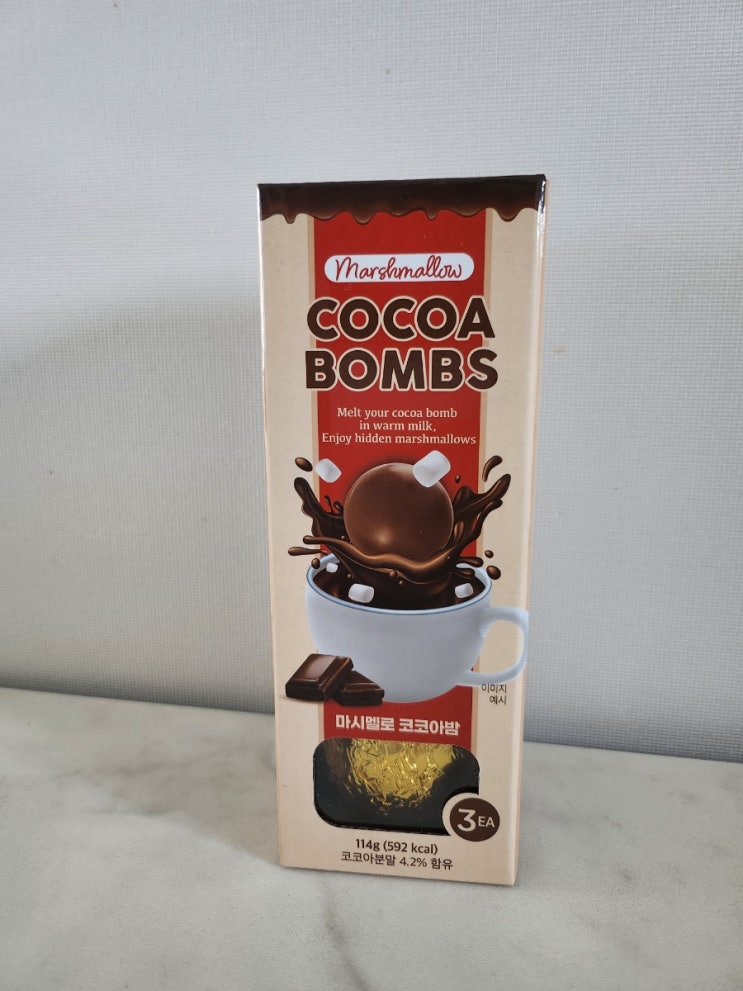 Marshmallow
COCOA
BOMBS
Melt your cocoa bomb
in warm milk,
Enjoy hidden marshmallows
이미지
예시
마시멜로 코코아밤
3EA
114g (592 kcal)
코코아분말 4.2% 함유